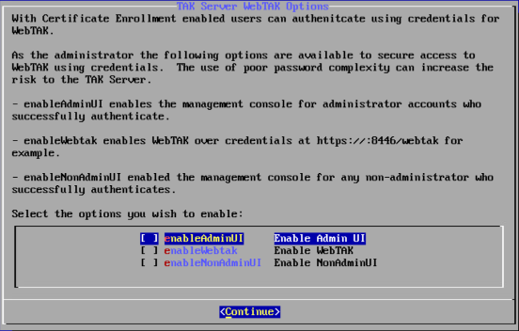 TAK Server WebTAK Options
With Certificate Enrollment enabled users can authenitcate using credentials for
WebTAK.
As the administrator the following options are available to secure access to
WebTAK using credentials.  The use of poor password complexity can increase the
risk to the TAK Server.
- enableAdminUI enables the management console for administrator accounts who
successfully authenticate.
- enableWebtak enables WebTAK over credentials at https://:8446/webtak for
example.
- enableNonAdminUI enabled the management console for any non-administrator who
successfully authenticates.
Select the options you wish to enable:
[ ] enableAdminUI Enable Admin UI
[ ] enableWebtak Enable WebTAK
[ ] enableNonAdminUI Enable NonAdminUI
<Continue>